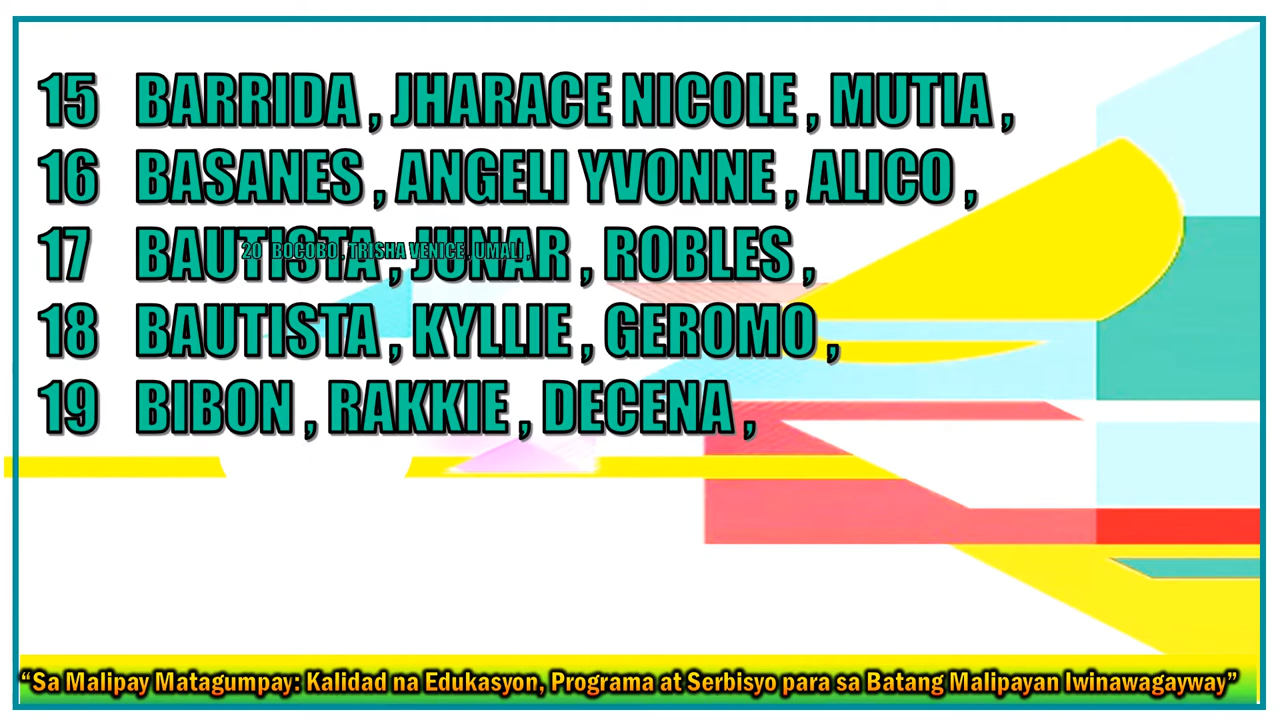 15 BARRIDA , JHARACE NICOLE , MUTIA ,
16 BASANES , ANGELI YVONNE , ALICO ,
17 BAUTISTA , JUNAR , ROBLES ,
20 BOCOBO , TRISHA VENICE , UMALI ,
18 BAUTISTA , KYLLIE , GEROMO ,
19 BIBON , RAKKIE , DECENA ,
“Sa Malipay Matagumpay: Kalidad na Edukasyon, Programa at Serbisyo para sa Batang Malipayan Iwinawagayway”